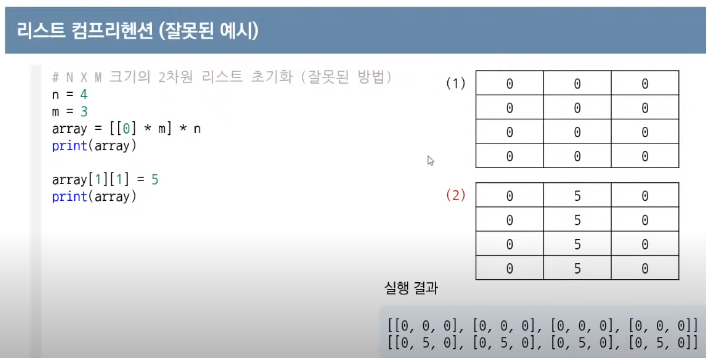 리스트 컴프리헨션 (잘못된 예시)
# N X M 크기의 2차원 리스트 초기화 (잘못된 방법)
n = 4
m = 3
array = [[0] * m] * n
print(array)
array[1][1] = 5
print(array)
(1)
0 0 0
0 0 0
0 0 0
0 0 0
(2)
0 5 0
0 5 0
0 5 0
0 5 0
실행 결과
[[0, 0, 0], [0, 0, 0], [0, 0, 0], [0, 0, 0]]
[[0, 5, 0], [0, 5, 0], [0, 5, 0], [0, 5, 0]]